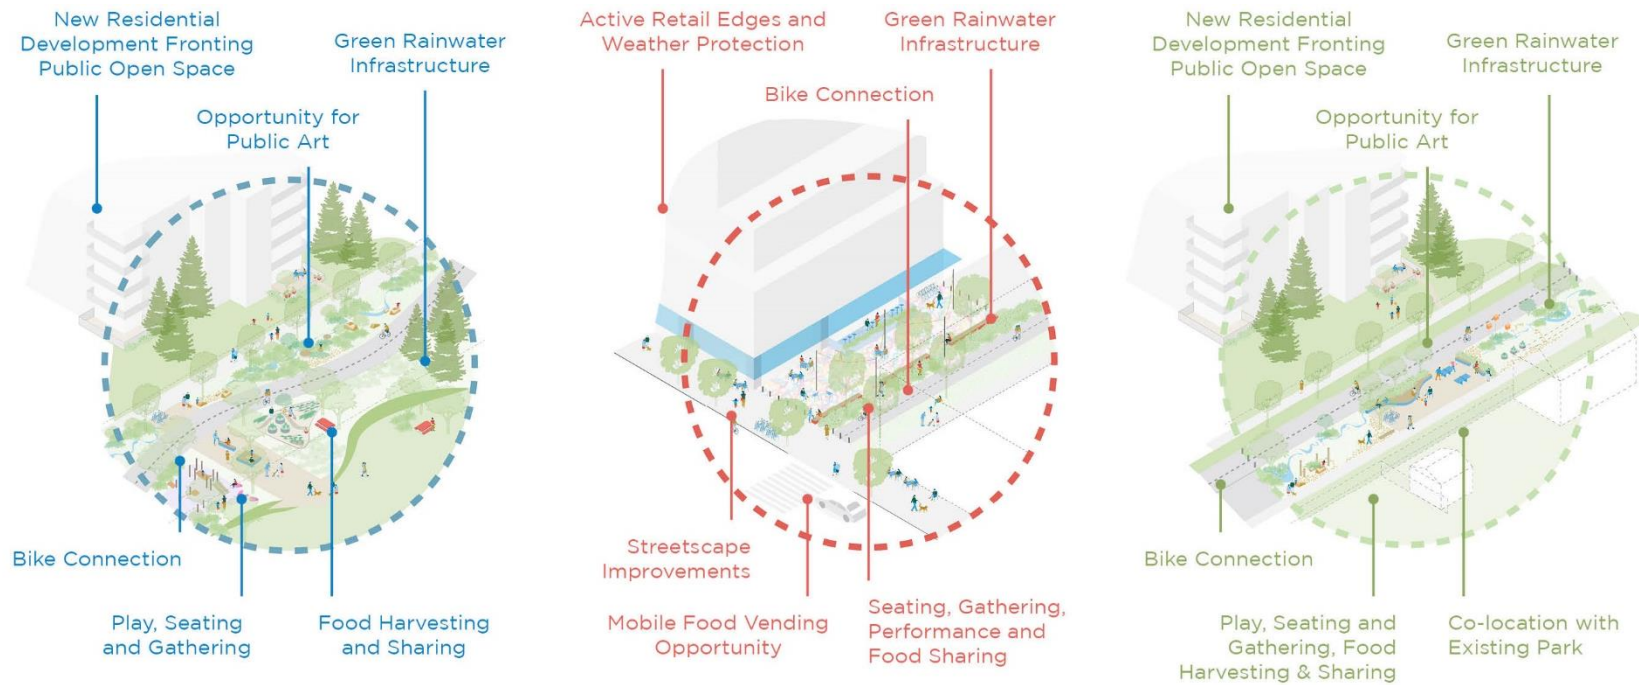 New Residential
Development Fronting
Public Open Space
Green Rainwater
Infrastructure
Opportunity for
Public Art
Bike Connection
Play, Seating
and Gathering
Food Harvesting
and Sharing
Active Retail Edges and
Weather Protection
Green Rainwater
Infrastructure
Bike Connection
Streetscape
Improvements
Mobile Food Vending
Opportunity
Seating, Gathering,
Performance and
Food Sharing
New Residential
Development Fronting
Public Open Space
Green Rainwater
Infrastructure
Opportunity for
Public Art
Bike Connection
Play, Seating and
Gathering, Food
Harvesting & Sharing
Co-location with
Existing Park